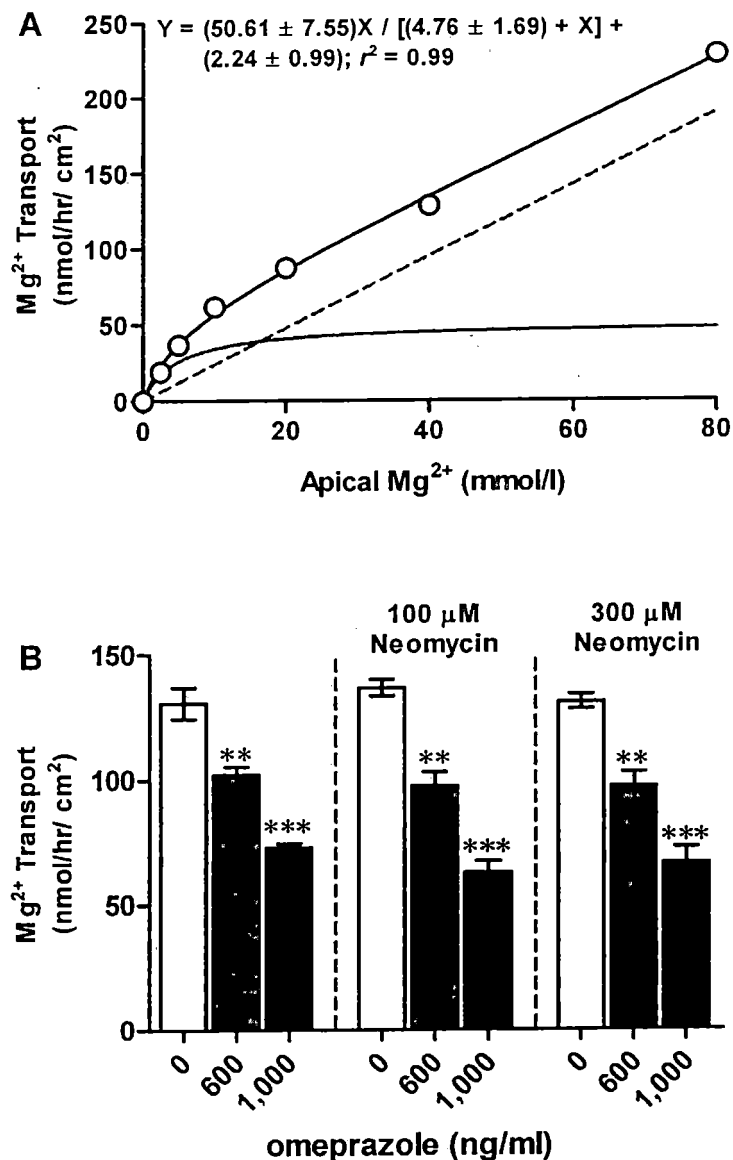 A
Y = (50.61 ± 7.55)X / [(4.76 ± 1.69) + X] +
(2.24 ± 0.99); r² = 0.99
250
200
150
100
50
0
Mg²⁺ Transport
(nmol/hr/ cm²)
0
20
40
60
80
Apical Mg²⁺ (mmol/l)
B
100 μM
Neomycin
300 μM
Neomycin
150
100
50
0
Mg²⁺ Transport
(nmol/hr/ cm²)
**
***
**
***
**
***
0
600
1,000
0
600
1,000
0
600
1,000
omeprazole (ng/ml)